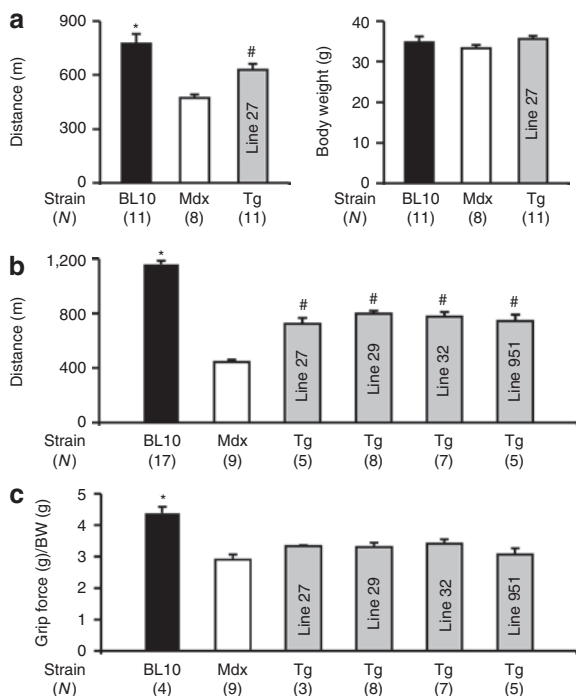 a
900
600
300
0
Distance (m)
*
#
Line 27
Strain BL10 Mdx Tg
(N) (11) (8) (11)
40
30
20
10
0
Body weight (g)
Line 27
Strain BL10 Mdx Tg
(N) (11) (8) (11)
b
1,200
800
400
0
Distance (m)
*
# # # #
Line 27 Line 29 Line 32 Line 951
Strain BL10 Mdx Tg Tg Tg Tg
(N) (17) (9) (5) (8) (7) (5)
c
5
4
3
2
1
0
Grip force (g)/BW (g)
*
Line 27 Line 29 Line 32 Line 951
Strain BL10 Mdx Tg Tg Tg Tg
(N) (4) (9) (3) (8) (7) (5)